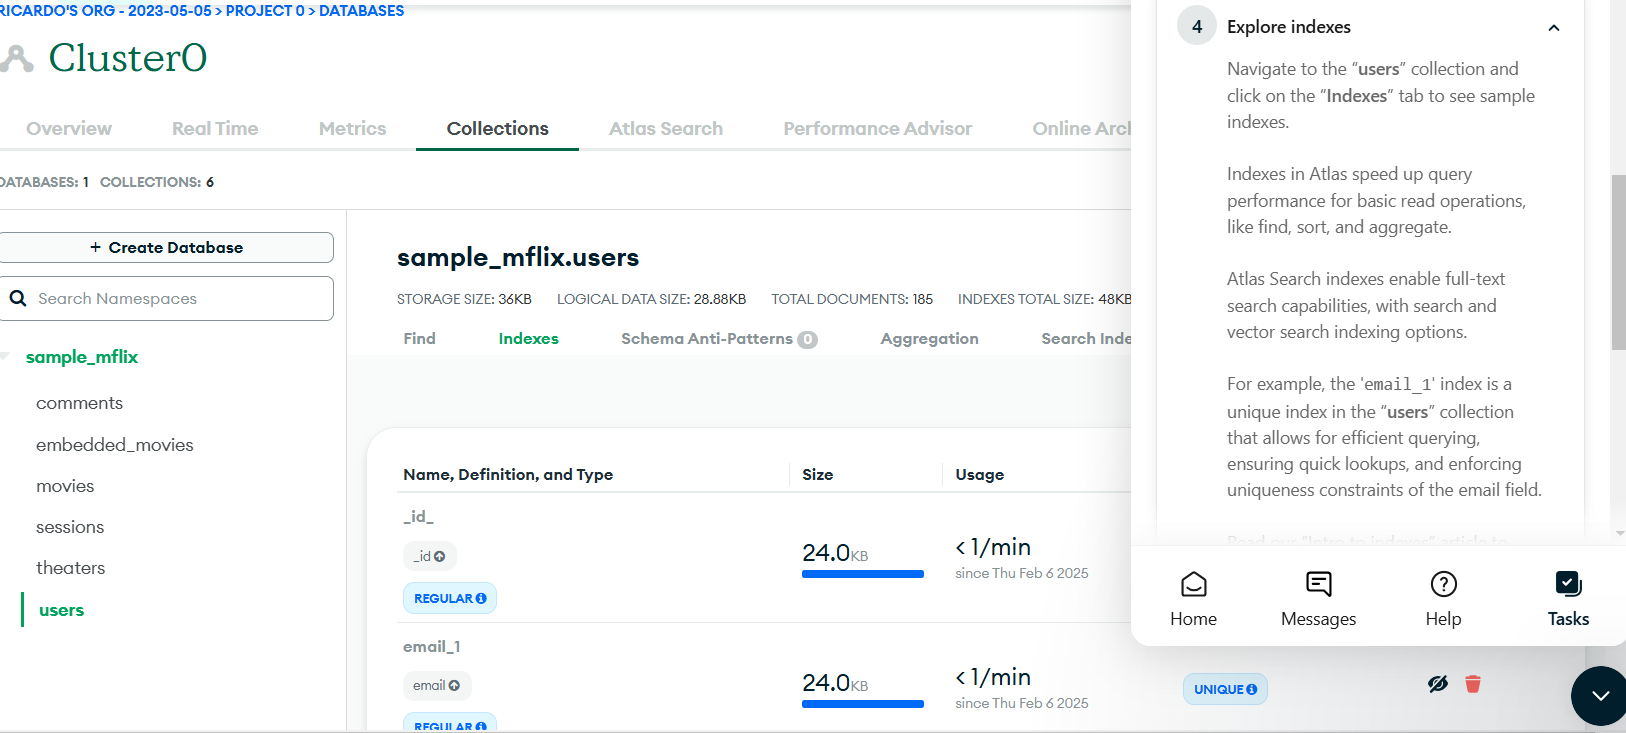 RICARDO'S ORG - 2023-05-05 > PROJECT 0 > DATABASES
Cluster0
Overview
Real Time
Metrics
Collections
Atlas Search
Performance Advisor
Online Arc
DATABASES: 1 COLLECTIONS: 6
+ Create Database
Search Namespaces
sample_mflix
comments
embedded_movies
movies
sessions
theaters
users
sample_mflix.users
STORAGE SIZE: 36KB LOGICAL DATA SIZE: 28.88KB TOTAL DOCUMENTS: 185 INDEXES TOTAL SIZE: 48KB
Find
Indexes
Schema Anti-Patterns 0
Aggregation
Search Inde
Name, Definition, and Type
Size
Usage
_id_
_id
REGULAR
24.0KB
< 1/min
since Thu Feb 6 2025
email_1
email
REGULAR
24.0KB
< 1/min
since Thu Feb 6 2025
UNIQUE
4 Explore indexes
Navigate to the “users” collection and
click on the “Indexes” tab to see sample
indexes.
Indexes in Atlas speed up query
performance for basic read operations,
like find, sort, and aggregate.
Atlas Search indexes enable full-text
search capabilities, with search and
vector search indexing options.
For example, the 'email_1' index is a
unique index in the “users” collection
that allows for efficient querying,
ensuring quick lookups, and enforcing
uniqueness constraints of the email field.
Read our “Intro to indexes” article to
Home
Messages
Help
Tasks